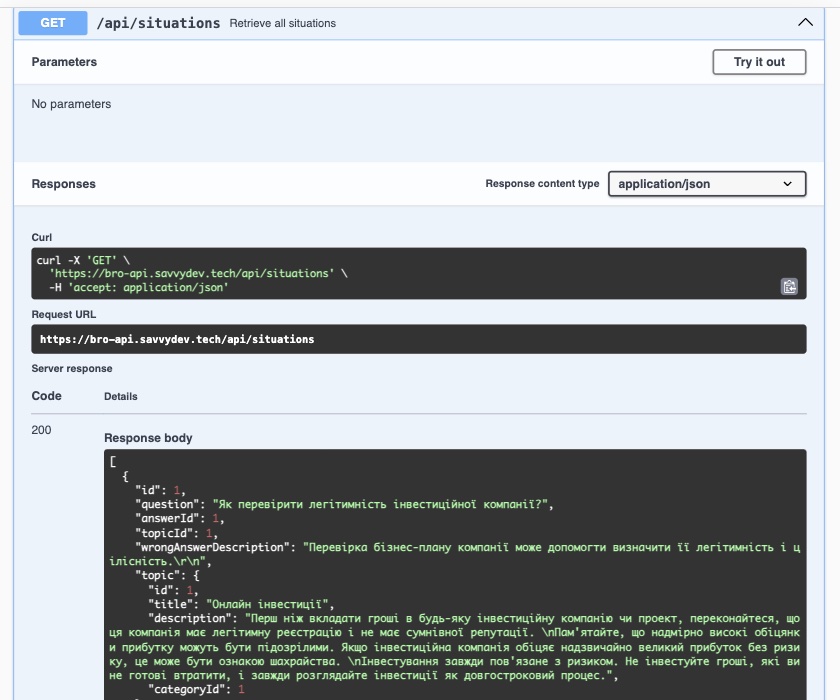 GET /api/situations Retrieve all situations
Parameters
Try it out
No parameters
Responses
Response content type
application/json
Curl
curl -X 'GET' \
'https://bro-api.savvydev.tech/api/situations' \
-H 'accept: application/json'
Request URL
https://bro-api.savvydev.tech/api/situations
Server response
Code Details
200
Response body
[
{
"id": 1,
"question": "Як перевірити легітимність інвестиційної компанії?",
"answerId": 1,
"topicId": 1,
"wrongAnswerDescription": "Перевірка бізнес-плану компанії може допомогти визначити її легітимність і ц
ілісність.\r\n",
"topic": {
"id": 1,
"title": "Онлайн інвестиції",
"description": "Перш ніж вкладати гроші в будь-яку інвестиційну компанію чи проект, переконайтеся, що
ця компанія має легітимну реєстрацію і не має сумнівної репутації. \nПам'ятайте, що надмірно високі обіцянк
и прибутку можуть бути підозрілими. Якщо інвестиційна компанія обіцяє надзвичайно великий прибуток без ризи
ку, це може бути ознакою шахрайства. \nІнвестування завжди пов'язане з ризиком. Не інвестуйте гроші, які ви
не готові втратити, і завжди розглядайте інвестиції як довгостроковий процес.",
"categoryId": 1